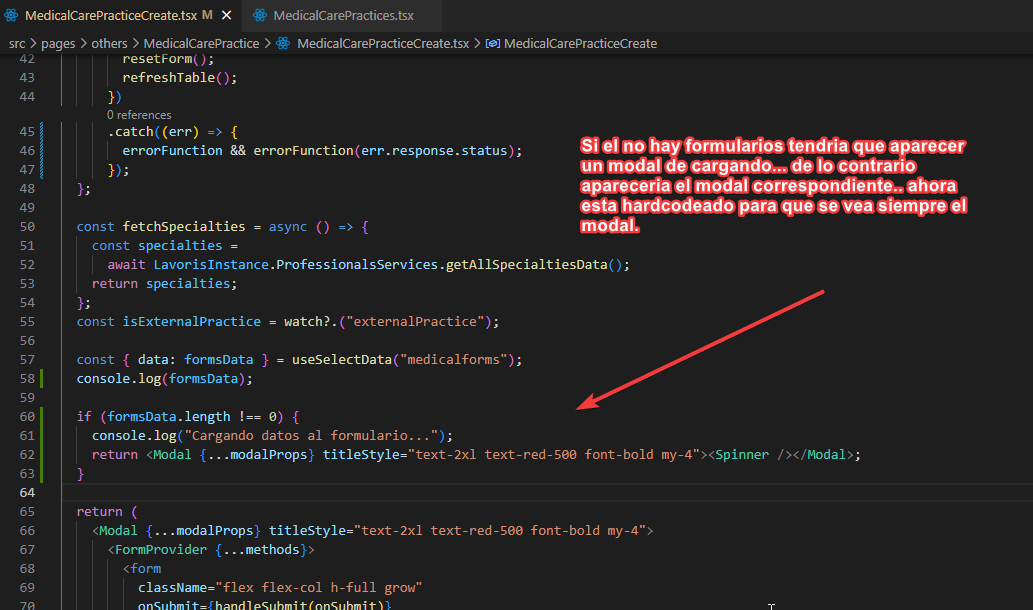 MedicalCarePracticeCreate.tsx M
MedicalCarePractices.tsx
src > pages > others > MedicalCarePractice > MedicalCarePracticeCreate.tsx > MedicalCarePracticeCreate
42 resetForm();
43 refreshTable();
44 })
0 references
45 .catch((err) => {
46 errorFunction && errorFunction(err.response.status);
47 });
48 };
49
50 const fetchSpecialties = async () => {
51 const specialties =
52 await LavorisInstance.ProfessionalsServices.getAllSpecialtiesData();
53 return specialties;
54 };
55 const isExternalPractice = watch?.("externalPractice");
56
57 const { data: formsData } = useSelectData("medicalforms");
58 console.log(formsData);
59
60 if (formsData.length !== 0) {
61 console.log("Cargando datos al formulario...");
62 return <Modal {...modalProps} titleStyle="text-2xl text-red-500 font-bold my-4"><Spinner /></Modal>;
63 }
64
65 return (
66 <Modal {...modalProps} titleStyle="text-2xl text-red-500 font-bold my-4">
67 <FormProvider {...methods}>
68 <form
69 className="flex flex-col h-full grow"
70 onSubmit={handleSubmit(onSubmit)}
Si el no hay formularios tendria que aparecer
un modal de cargando... de lo contrario
apareceria el modal correspondiente.. ahora
esta hardcodeado para que se vea siempre el
modal.